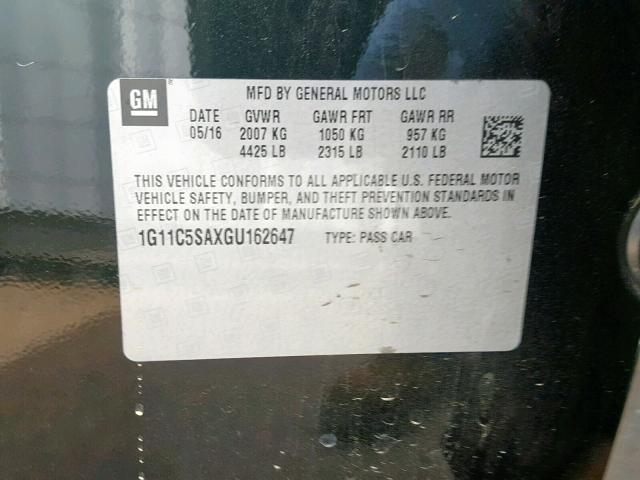 GM ® MFD BY GENERAL MOTORS LLC
DATE GVWR GAWR FRT GAWR RR
05/16 2007 KG 1050 KG 957 KG
4425 LB 2315 LB 2110 LB
THIS VEHICLE CONFORMS TO ALL APPLICABLE U.S. FEDERAL MOTOR
VEHICLE SAFETY, BUMPER, AND THEFT PREVENTION STANDARDS IN
EFFECT ON THE DATE OF MANUFACTURE SHOWN ABOVE.
1G11C5SAXGU162647 TYPE: PASS CAR